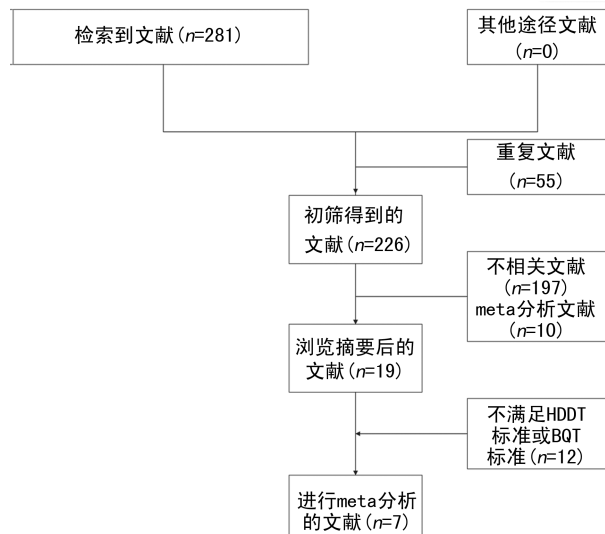 检索到文献(n=281)
其他途径文献
(n=0)
重复文献
(n=55)
初筛得到的
文献(n=226)
不相关文献
(n=197)
meta分析文献
(n=10)
浏览摘要后的
文献(n=19)
不满足HDDT
标准或BQT
标准(n=12)
进行meta分析
的文献(n=7)